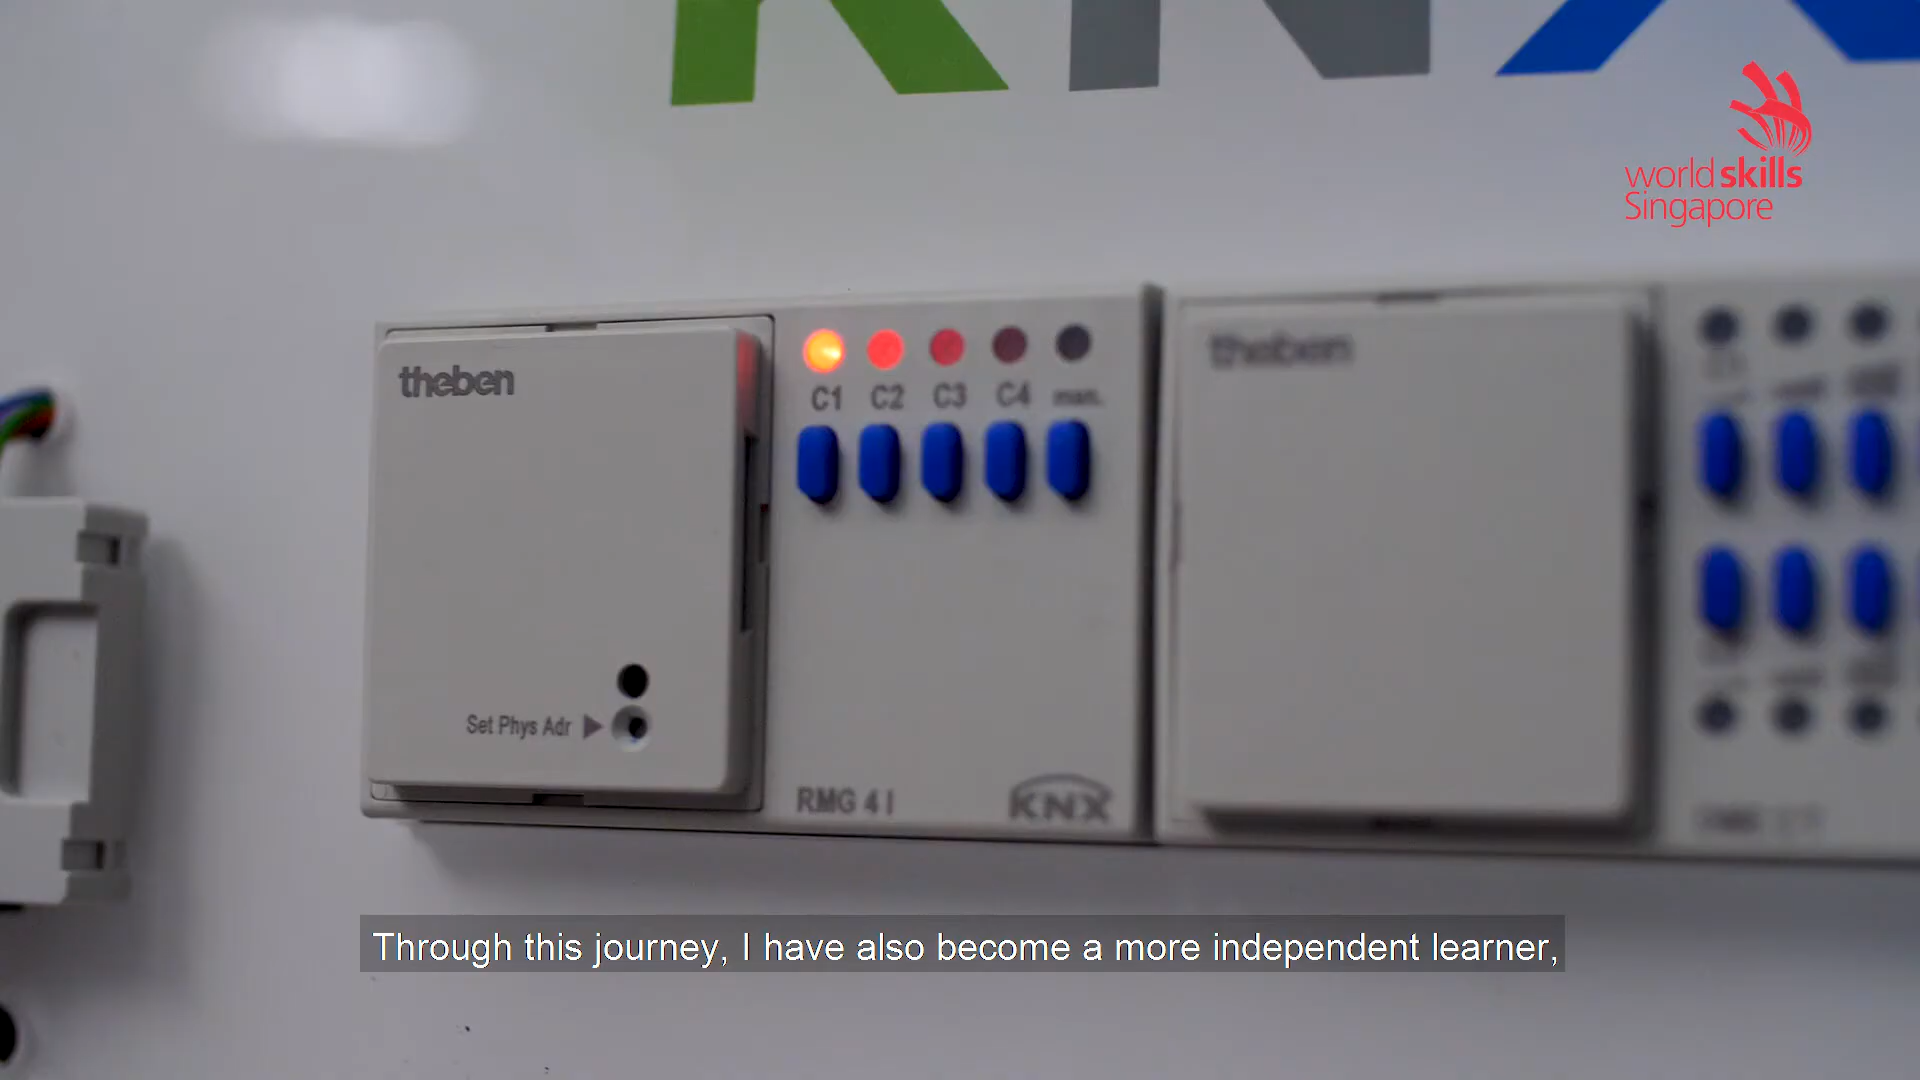 KNX
world skills
Singapore
theben
C1 C2 C3 C4 man.
theben
Set Phys Adr
RMG 4 I
KNX
Through this journey, I have also become a more independent learner,